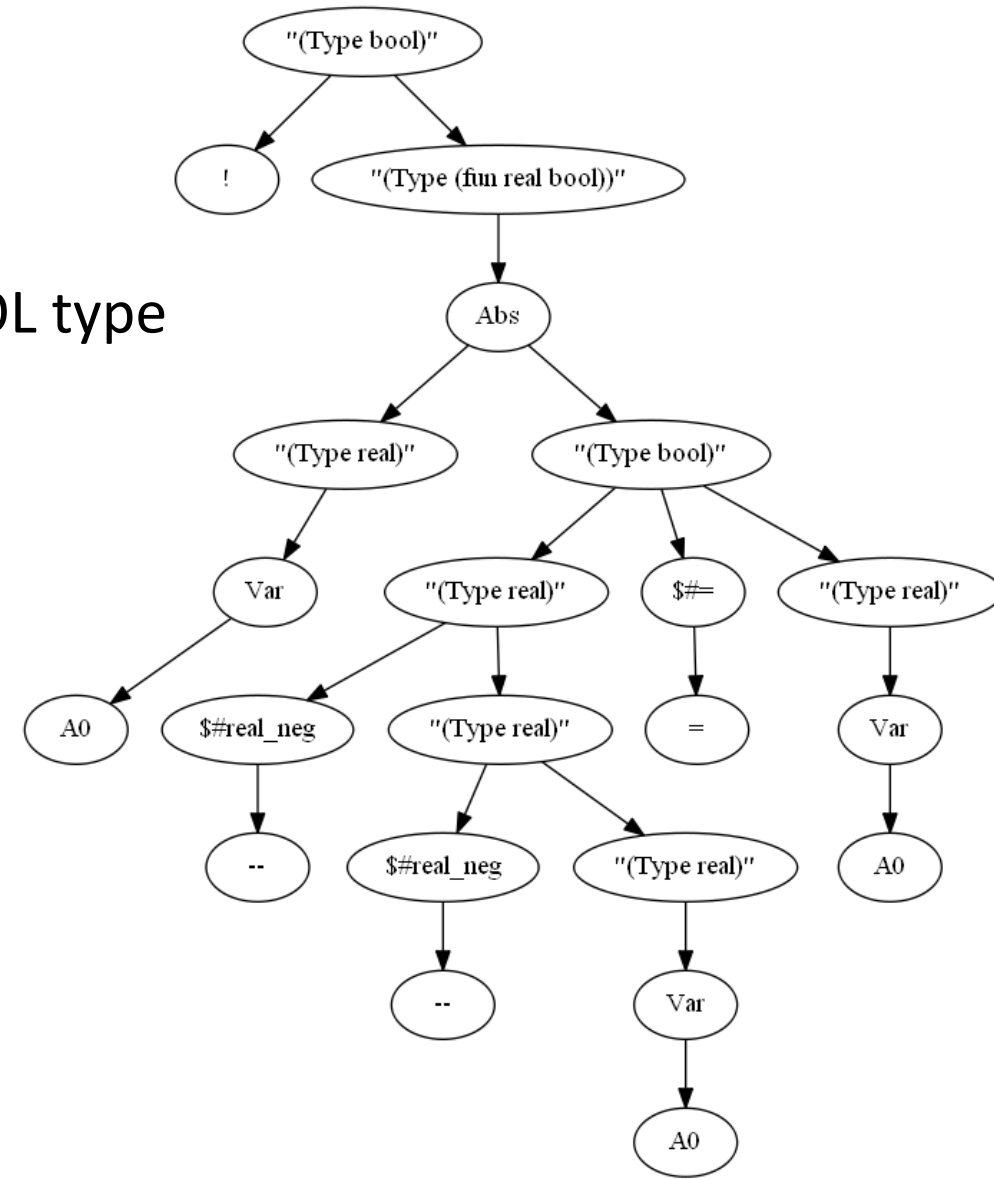 "(Type bool)"
! "(Type (fun real bool))"
OL type
Abs
"(Type real)" "(Type bool)"
Var "(Type real)" $#= "(Type real)"
A0 $#real_neg "(Type real)" = Var
-- $#real_neg "(Type real)" A0
-- Var
A0